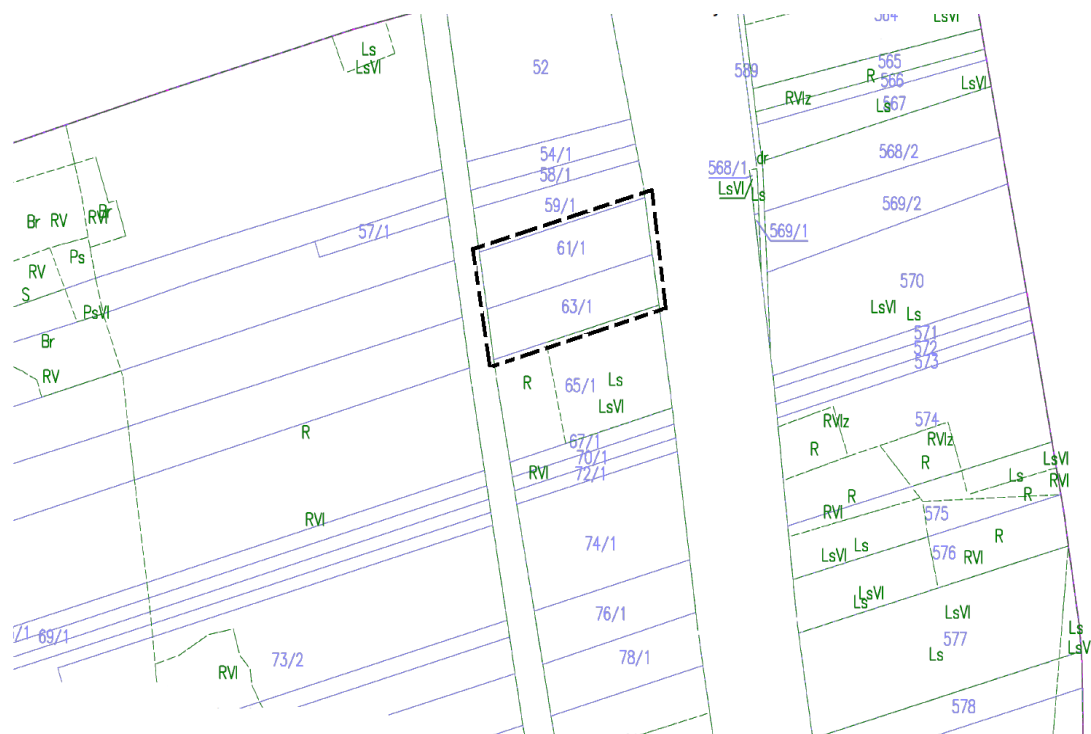 564
LsVI
Ls
LsVI
52
589
565
R
566
LsVI
RVIz
567
Ls
54/1
568/2
dr
58/1
568/1
LsVI
Ls
59/1
569/2
Br
RV
RVI
Br
57/1
569/1
61/1
Ps
RV
570
S
LsVI
Ls
63/1
PsVI
571
Br
572
573
RV
R
65/1
Ls
LsVI
RVIz
574
R
67/1
RVIz
R
R
70/1
LsVI
RVI
72/1
Ls
RVI
R
R
RVI
RVI
575
R
74/1
LsVI
Ls
576
RVI
LsVI
Ls
76/1
LsVI
Ls
/1
69/1
577
LsV
73/2
78/1
Ls
RVI
578